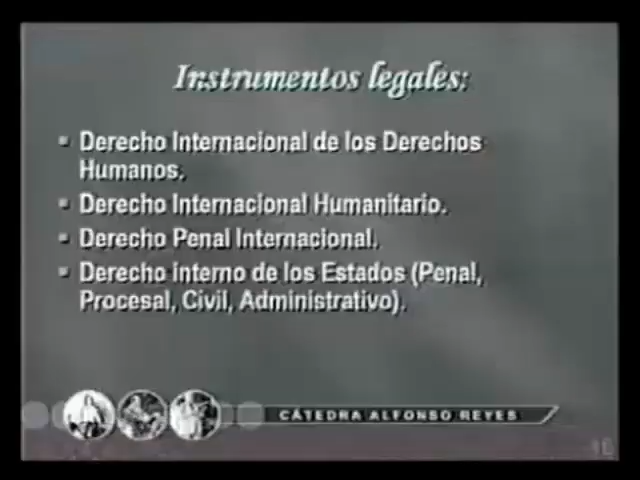 Instrumentos legales:
Derecho Internacional de los Derechos
Humanos.
Derecho Internacional Humanitario.
Derecho Penal Internacional.
Derecho interno de los Estados (Penal,
Procesal, Civil, Administrativo).
CÁTEDRA ALFONSO REYES